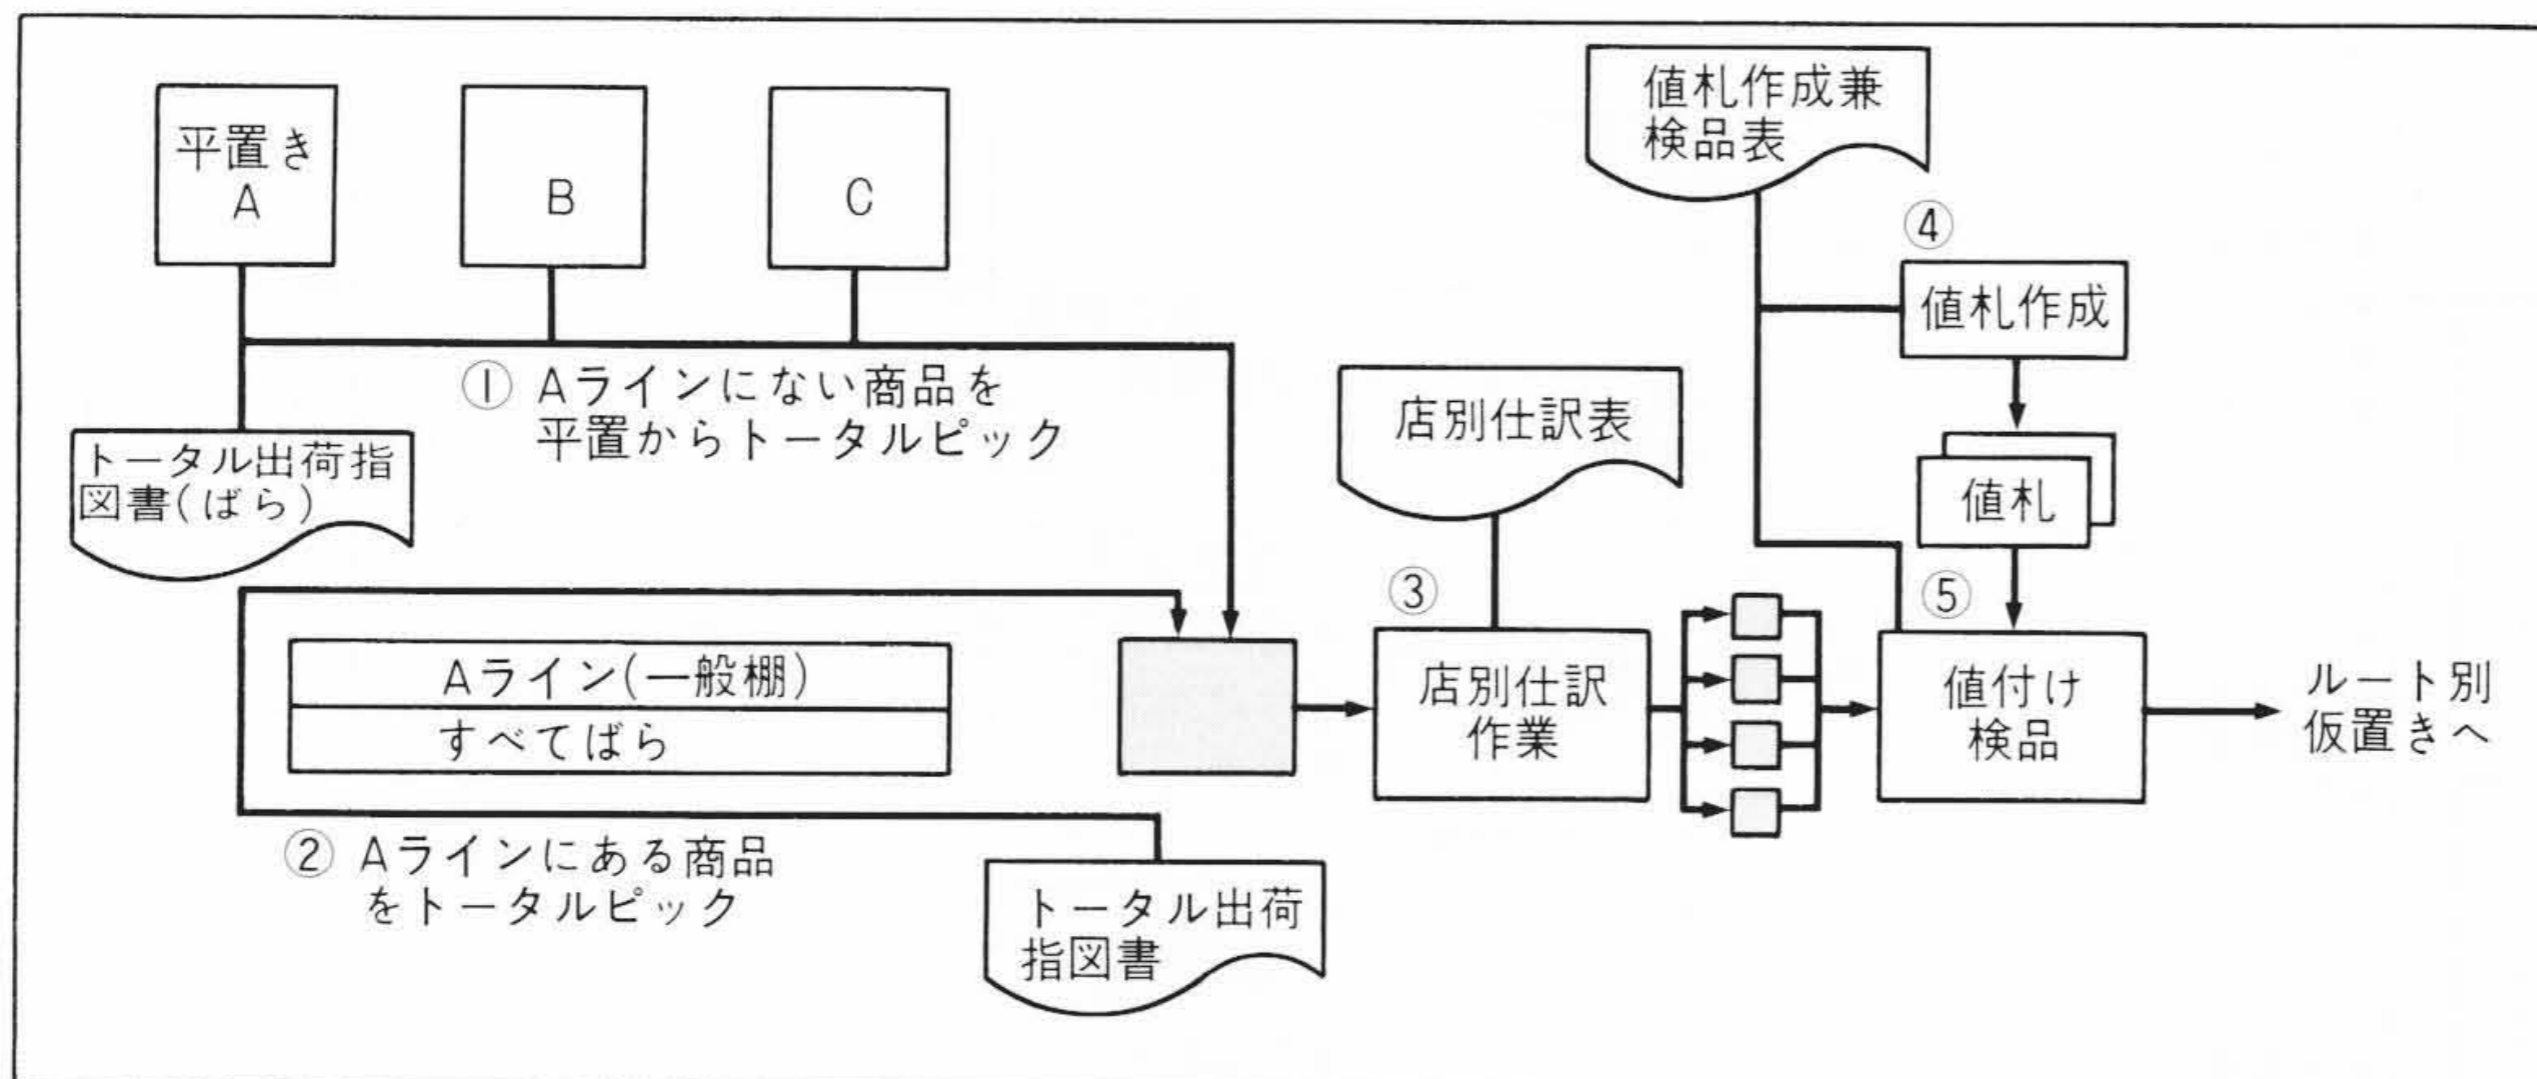 平置き
A
B
C
① Aラインにない商品を
平置からトータルピック
トータル出荷指
図書(ばら)
Aライン(一般棚)
すべてばら
② Aラインにある商品
をトータルピック
トータル出荷
指図書
店別仕訳表
③
店別仕訳
作業
値札作成兼
検品表
④
値札作成
値札
⑤
値付け
検品
ルート別
仮置きへ